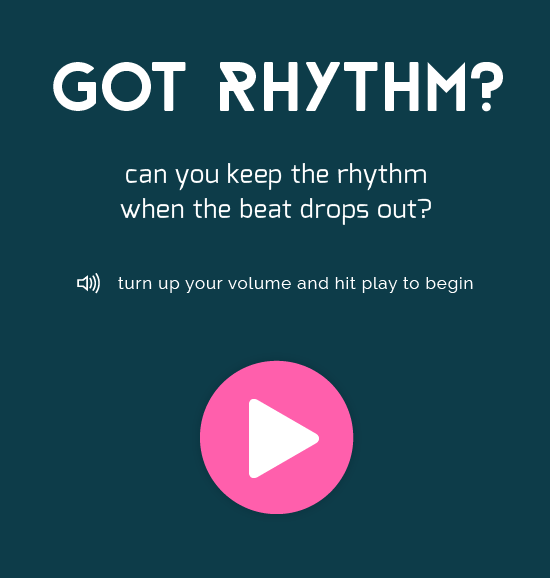 GOT RHYTHM?
can you keep the rhythm
when the beat drops out?
turn up your volume and hit play to begin